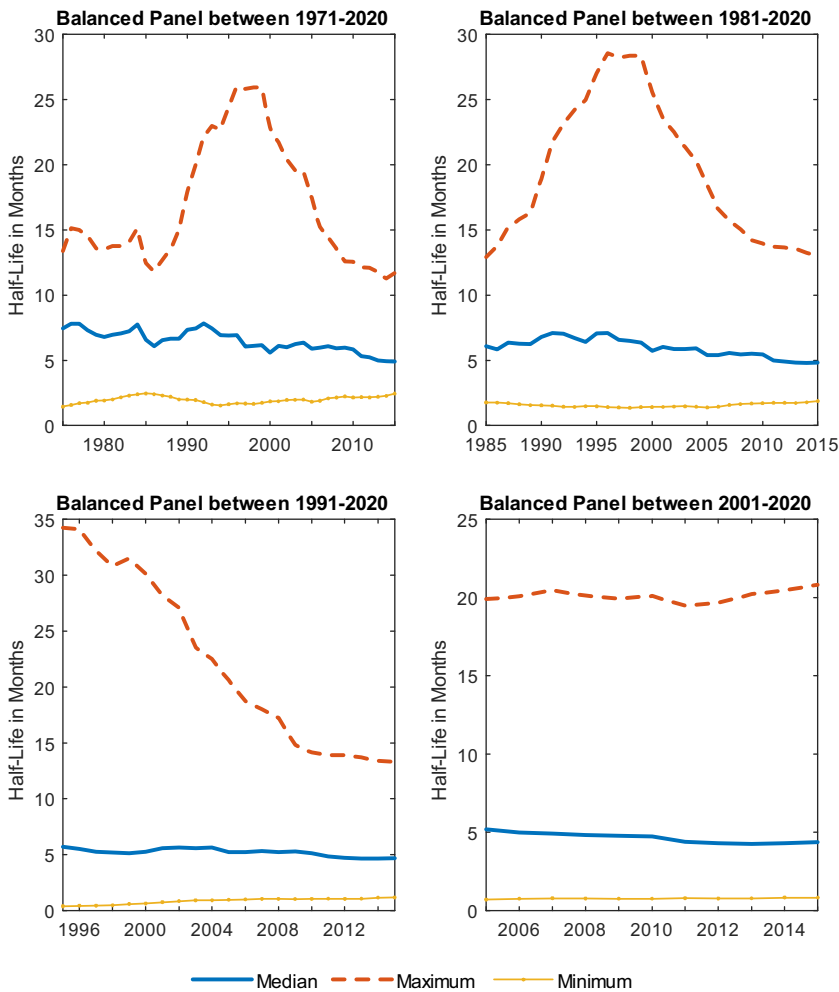 Balanced Panel between 1971-2020
Half-Life in Months
30
25
20
15
10
5
0
1980 1990 2000 2010
Balanced Panel between 1981-2020
Half-Life in Months
30
25
20
15
10
5
0
1985 1990 1995 2000 2005 2010 2015
Balanced Panel between 1991-2020
Half-Life in Months
35
30
25
20
15
10
5
0
1996 2000 2004 2008 2012
Balanced Panel between 2001-2020
Half-Life in Months
25
20
15
10
5
0
2006 2008 2010 2012 2014
Median Maximum Minimum